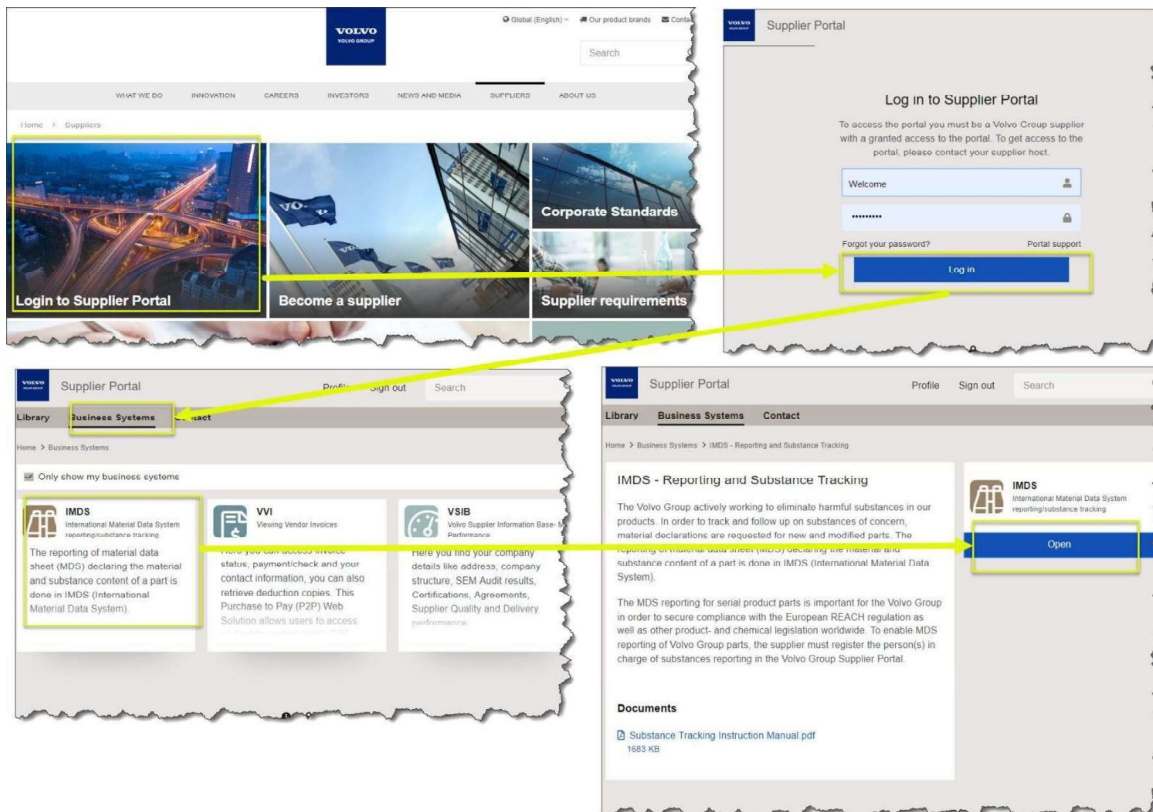 Global (English)
Our product brands
VOLVO
VOLVO GROUP
Search
WHAT WE DO
INNOVATION
CAREERS
INVESTORS
NEWS AND MEDIA
SUPPLIERS
ABOUT US
Home > Suppliers
Login to Supplier Portal
Become a supplier
Corporate Standards
Supplier requirements
VOLVO
Supplier Portal
Log in to Supplier Portal
To access the portal you must be a Volvo Group supplier
with a granted access to the portal. To get access to the
portal, please contact your supplier host.
Welcome
•••••••••
Forgot your password?
Portal support
Log in
VOLVO
Supplier Portal
Sign out
Search
Library
Business Systems
Contact
Home > Business Systems
Only show my business systems
IMDS
International Material Data System
reporting/substance tracking
The reporting of material data
sheet (MDS) declaring the material
and substance content of a part is
done in IMDS (International
Material Data System).
VVI
Viewing Vendor Invoices
Here you can access invoice
status, payment/check and your
contact information, you can also
retrieve deduction copies. This
Purchase to Pay (P2P) Web
Solution allows users to access
VSIB
Volvo Supplier Information Base-
Performance
Here you find your company
details like address, company
structure, SEM Audit results,
Certifications, Agreements,
Supplier Quality and Delivery
performance.
VOLVO
Supplier Portal
Profile
Sign out
Search
Library
Business Systems
Contact
Home > Business Systems > IMDS - Reporting and Substance Tracking
IMDS - Reporting and Substance Tracking
The Volvo Group actively working to eliminate harmful substances in our
products. In order to track and follow up on substances of concern,
material declarations are requested for new and modified parts. The
reporting of material data sheet (MDS) declaring the material and
substance content of a part is done in IMDS (International Material Data
System).
The MDS reporting for serial product parts is important for the Volvo Group
in order to secure compliance with the European REACH regulation as
well as other product- and chemical legislation worldwide. To enable MDS
reporting of Volvo Group parts, the supplier must register the person(s) in
charge of substances reporting in the Volvo Group Supplier Portal.
Documents
Substance Tracking Instruction Manual.pdf
1683 KB
IMDS
International Material Data System
reporting/substance tracking
Open